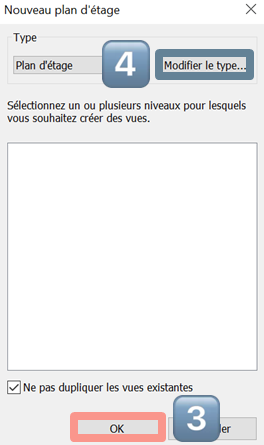 Nouveau plan d'étage
Type
Plan d'étage
4
Modifier le type...
Sélectionnez un ou plusieurs niveaux pour lesquels
vous souhaitez créer des vues.
Ne pas dupliquer les vues existantes
OK
3